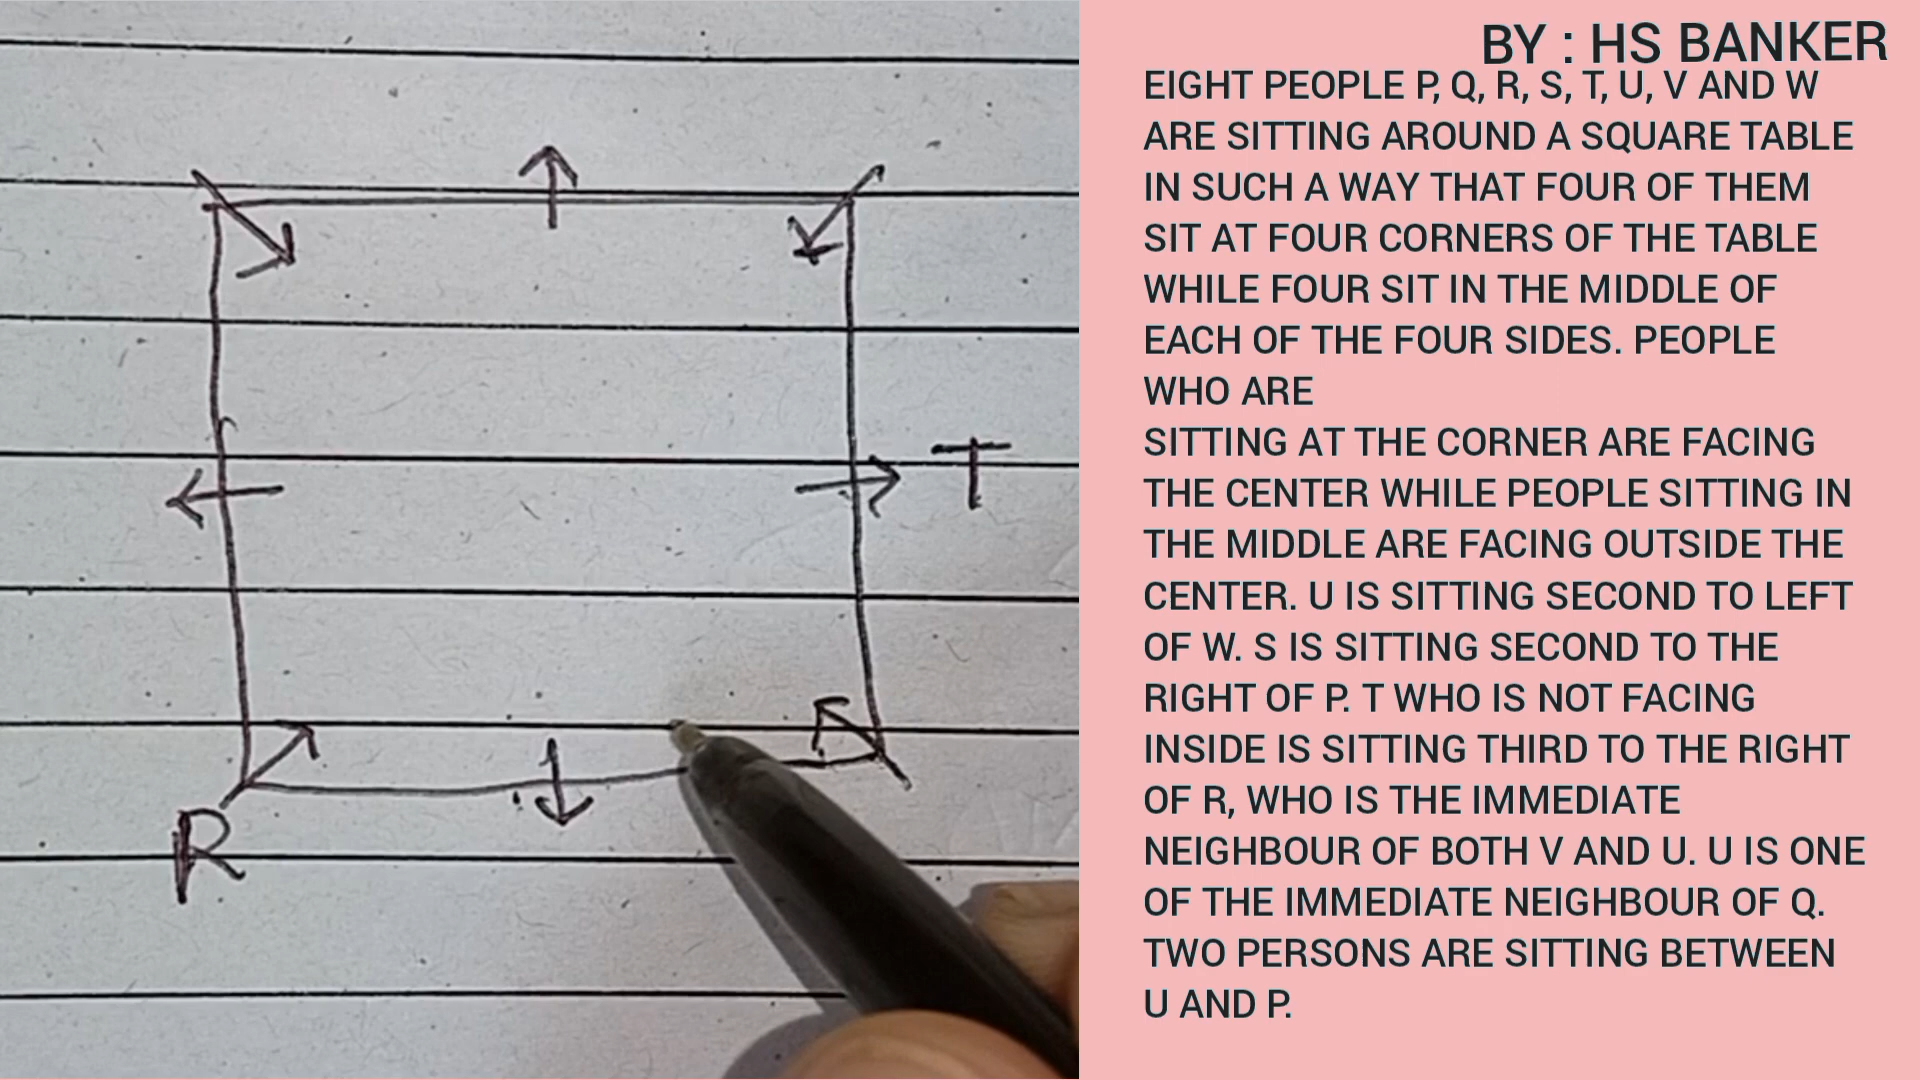 BY : HS BANKER
EIGHT PEOPLE P, Q, R, S, T, U, V AND W
ARE SITTING AROUND A SQUARE TABLE
IN SUCH A WAY THAT FOUR OF THEM
SIT AT FOUR CORNERS OF THE TABLE
WHILE FOUR SIT IN THE MIDDLE OF
EACH OF THE FOUR SIDES. PEOPLE
WHO ARE
SITTING AT THE CORNER ARE FACING
THE CENTER WHILE PEOPLE SITTING IN
THE MIDDLE ARE FACING OUTSIDE THE
CENTER. U IS SITTING SECOND TO LEFT
OF W. S IS SITTING SECOND TO THE
RIGHT OF P. T WHO IS NOT FACING
INSIDE IS SITTING THIRD TO THE RIGHT
OF R, WHO IS THE IMMEDIATE
NEIGHBOUR OF BOTH V AND U. U IS ONE
OF THE IMMEDIATE NEIGHBOUR OF Q.
TWO PERSONS ARE SITTING BETWEEN
U AND P.
T
R